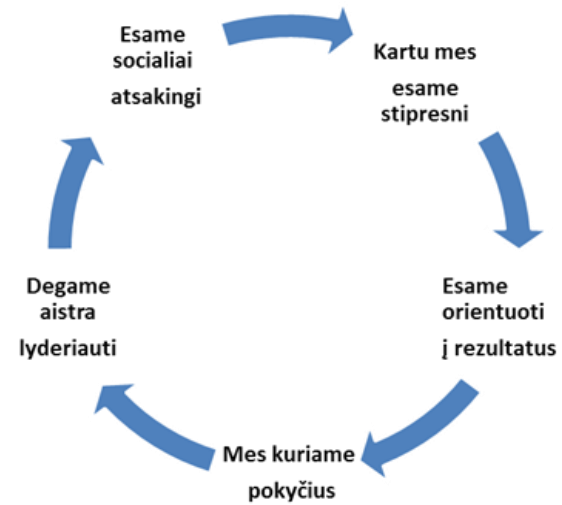 Esame
socialiai
atsakingi
Kartu mes
esame
stipresni
Esame
orientuoti
į rezultatus
Mes kuriame
pokyčius
Degame
aistra
lyderiauti